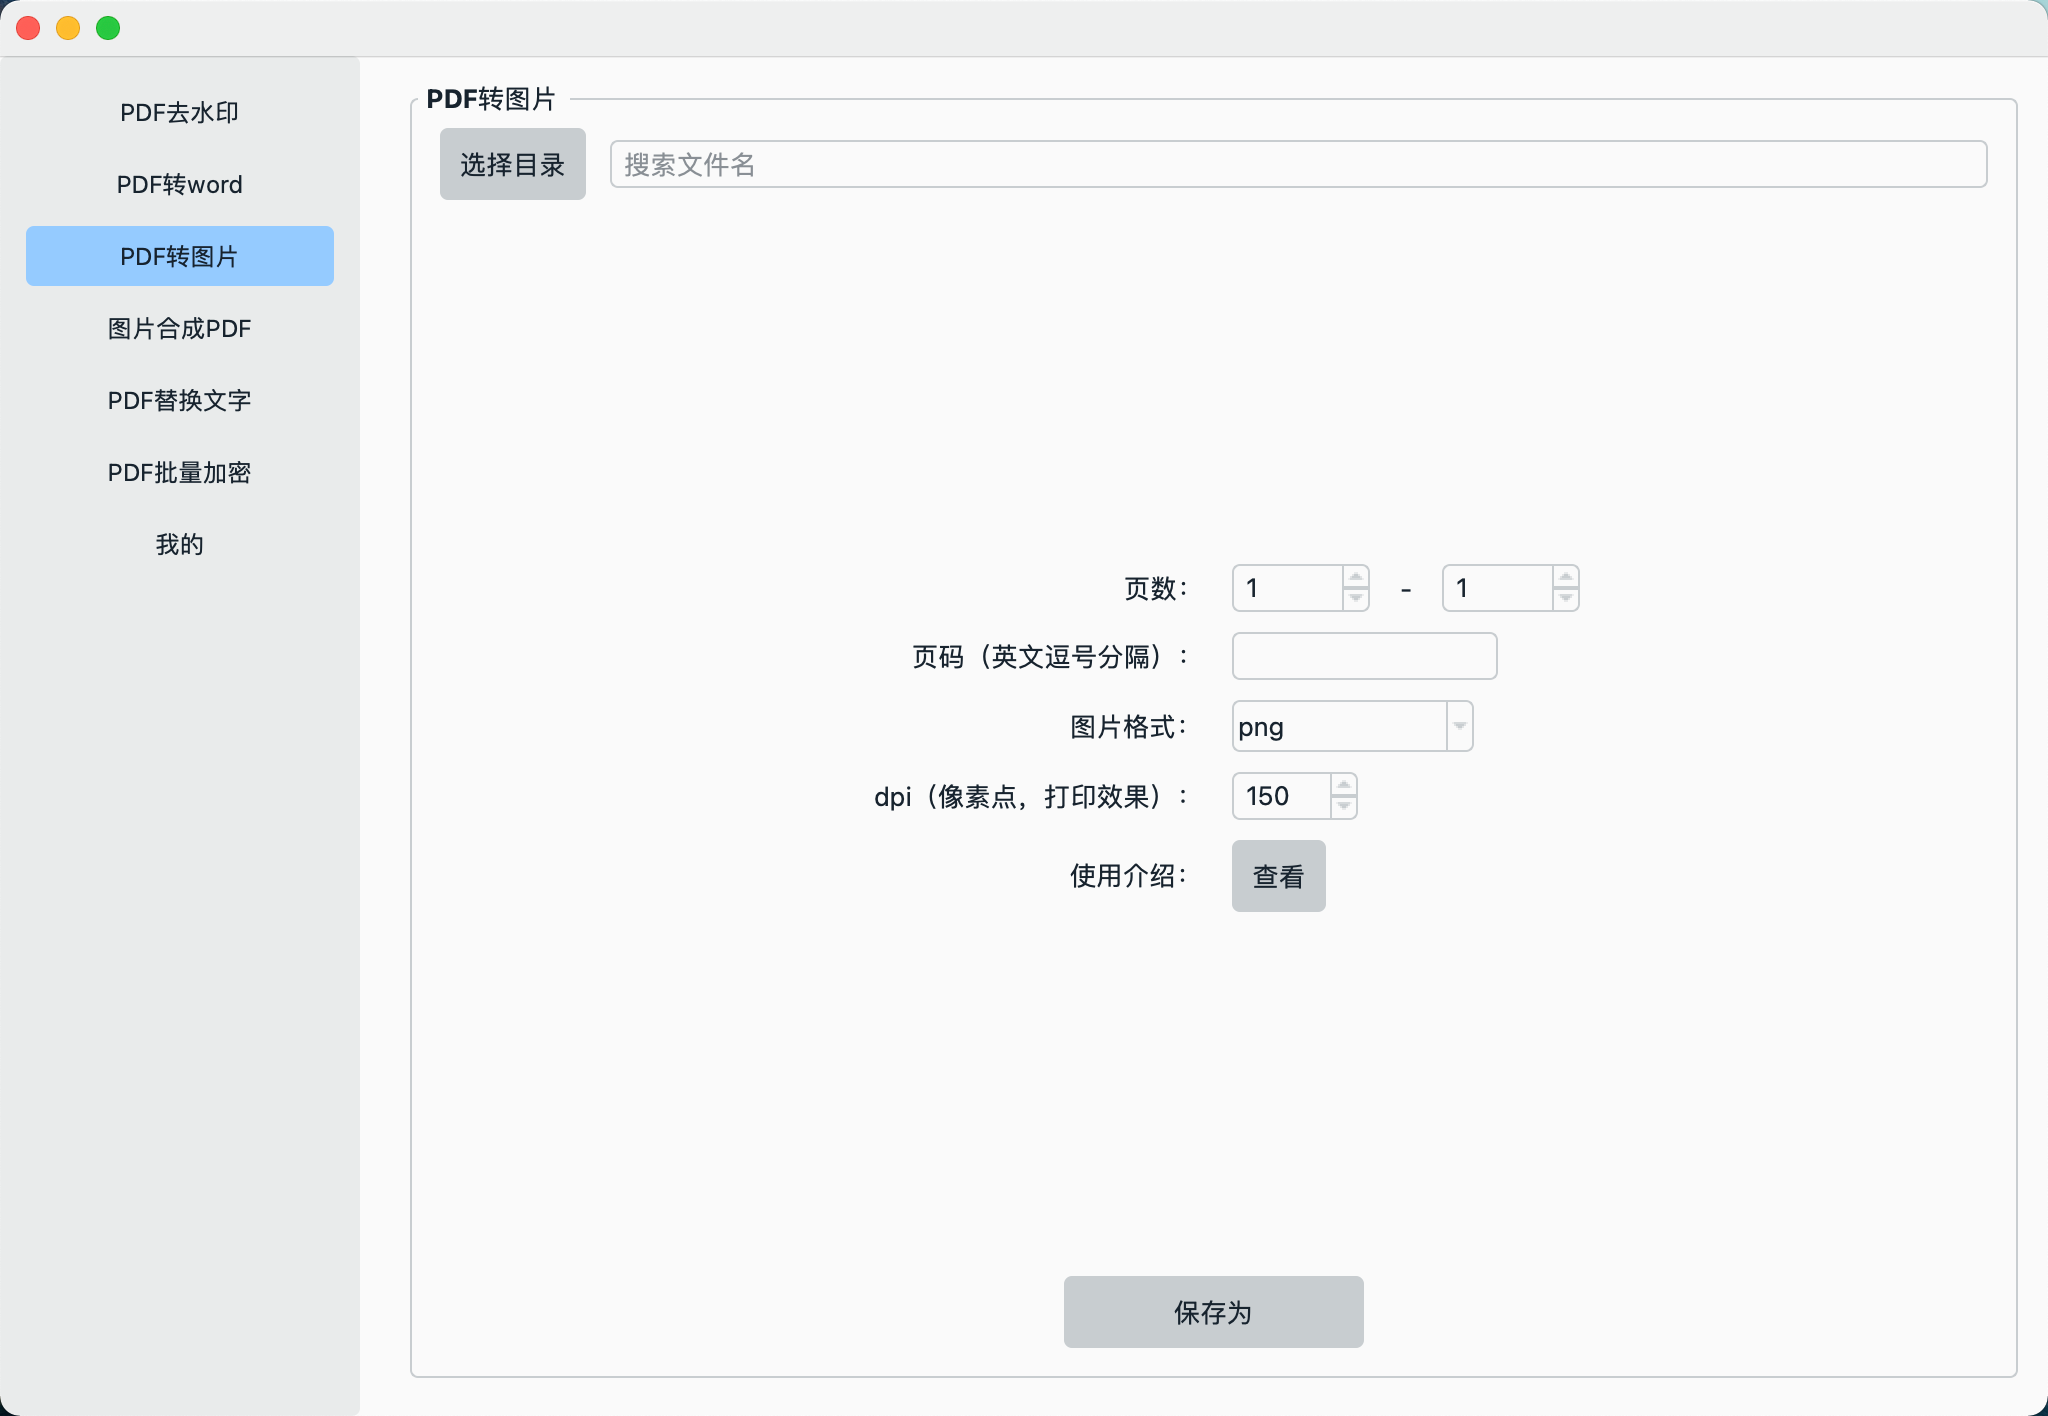 PDF去水印
PDF转word
PDF转图片
图片合成PDF
PDF替换文字
PDF批量加密
我的
PDF转图片
选择目录 搜索文件名
页数： 1 - 1
页码（英文逗号分隔）：
图片格式： png
dpi（像素点，打印效果）： 150
使用介绍： 查看
保存为